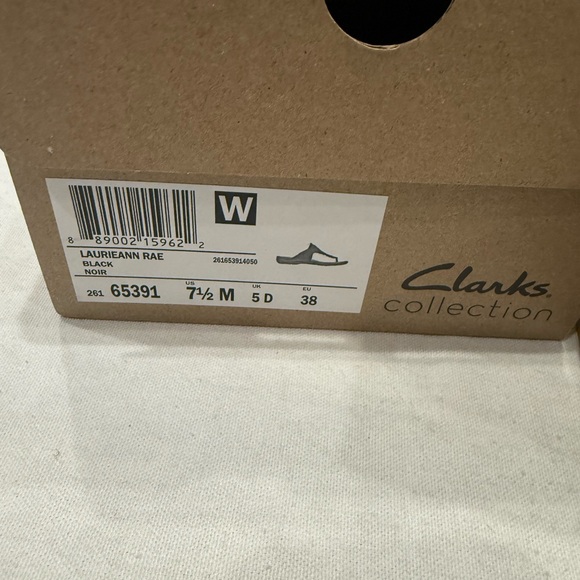 W
8 89002 15962 2
LAURIEANN RAE
BLACK
NOIR
261653914050
261 65391
US 7½ M
UK 5 D
EU 38
Clarks.
collection